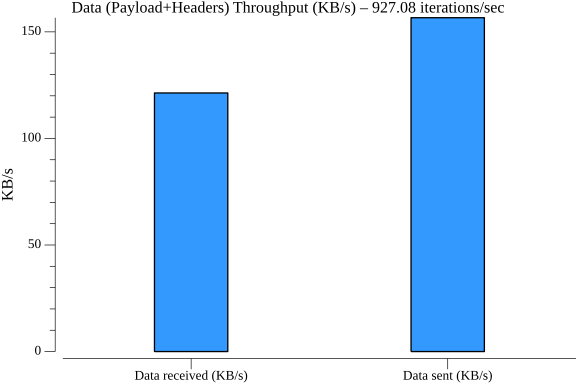 Data (Payload+Headers) Throughput (KB/s) – 927.08 iterations/sec
150
100
50
0
KB/s
Data received (KB/s)
Data sent (KB/s)